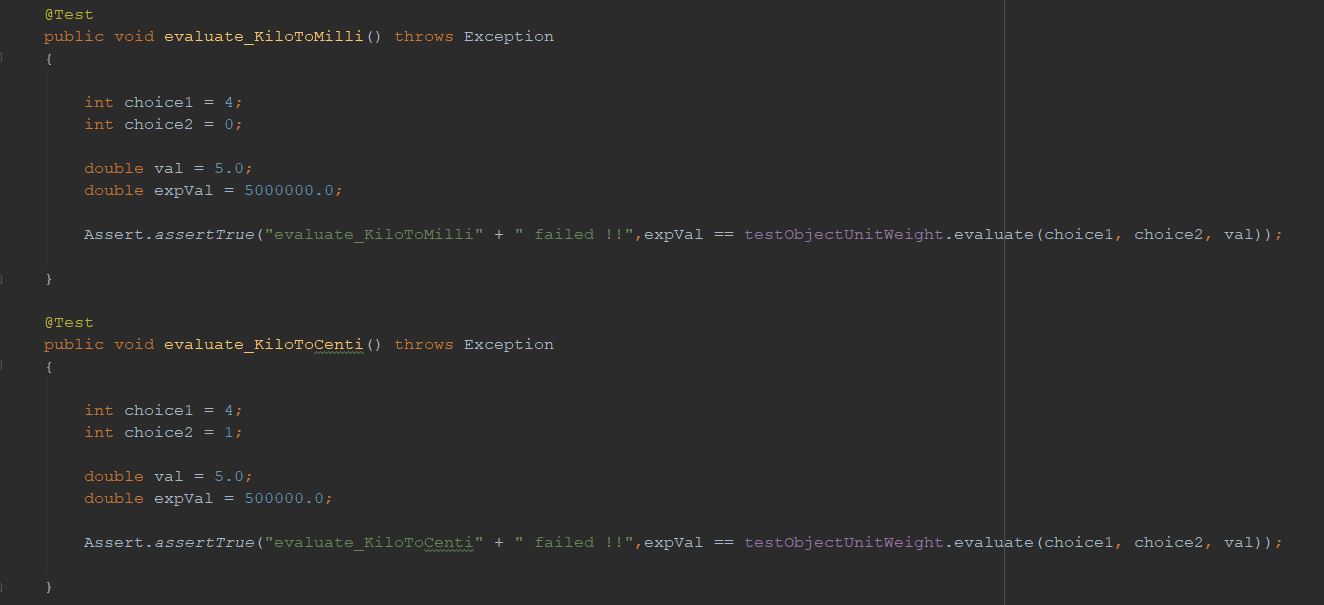 @Test
public void evaluate_KiloToMilli() throws Exception
{
int choice1 = 4;
int choice2 = 0;
double val = 5.0;
double expVal = 5000000.0;
Assert.assertTrue("evaluate_KiloToMilli" + " failed !!",expVal == testObjectUnitWeight.evaluate(choice1, choice2, val));
}
@Test
public void evaluate_KiloToCenti() throws Exception
{
int choice1 = 4;
int choice2 = 1;
double val = 5.0;
double expVal = 500000.0;
Assert.assertTrue("evaluate_KiloToCenti" + " failed !!",expVal == testObjectUnitWeight.evaluate(choice1, choice2, val));
}